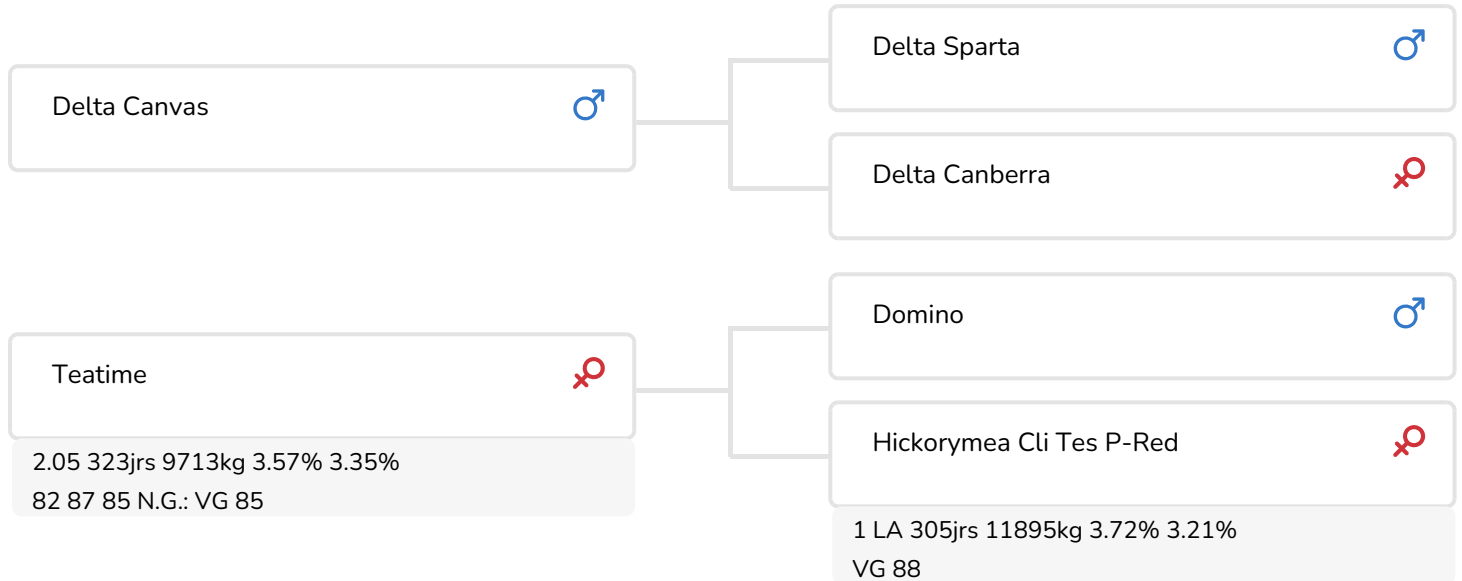 Delta Canvas
Delta Sparta
Delta Canberra
Teatime
2.05 323jrs 9713kg 3.57% 3.35%
82 87 85 N.G.: VG 85
Domino
Hickorymea Cli Tes P-Red
1 LA 305jrs 11895kg 3.72% 3.21%
VG 88